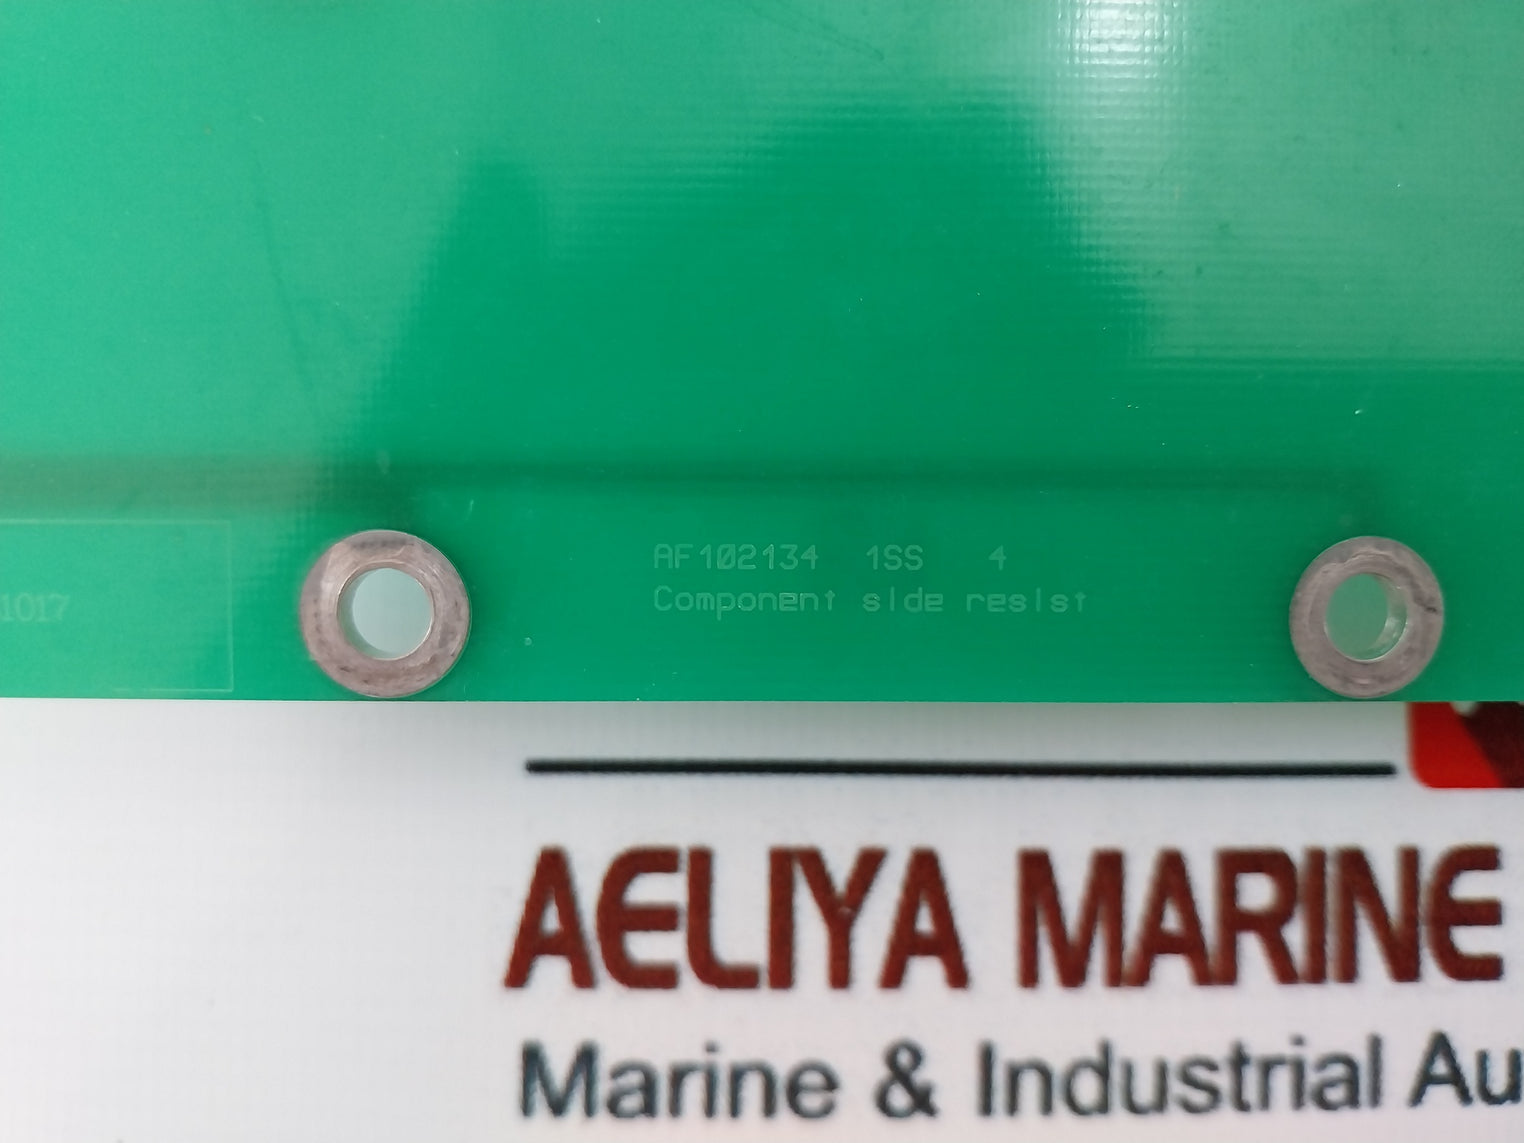 1017
AF102134 1SS 4
Component side resist
AELIYA MARINE
Marine & Industrial Au